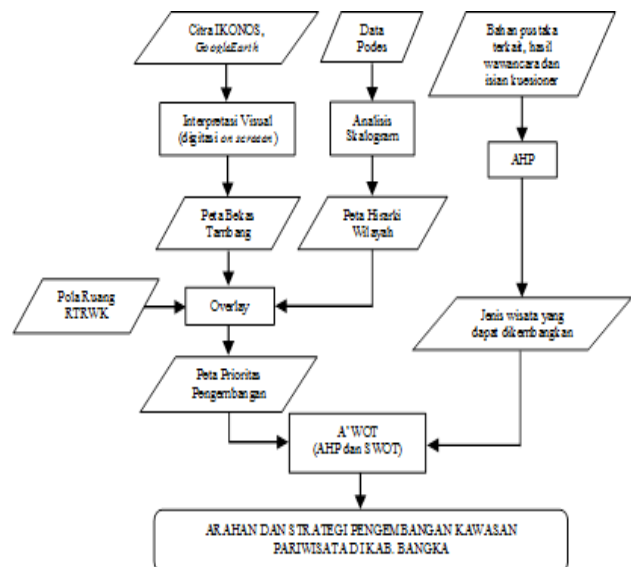 Citra IKONOS,
GoogleEarth
Data
Podes
Bahan pustaka
terkait, hasil
wawancara dan
isian kuesioner
Interpretasi Visual
(digitasi on screen)
Analisis
Skalogram
AHP
Peta Bekas
Tambang
Peta Hirarki
Wilayah
Pola Ruang
RTRWK
Overlay
Jenis wisata yang
dapat dikembangkan
Peta Prioritas
Pengembangan
A'WOT
(AHP dan SWOT)
ARAHAN DAN STRATEGI PENGEMBANGAN KAWASAN
PARIWISATA DI KAB. BANGKA